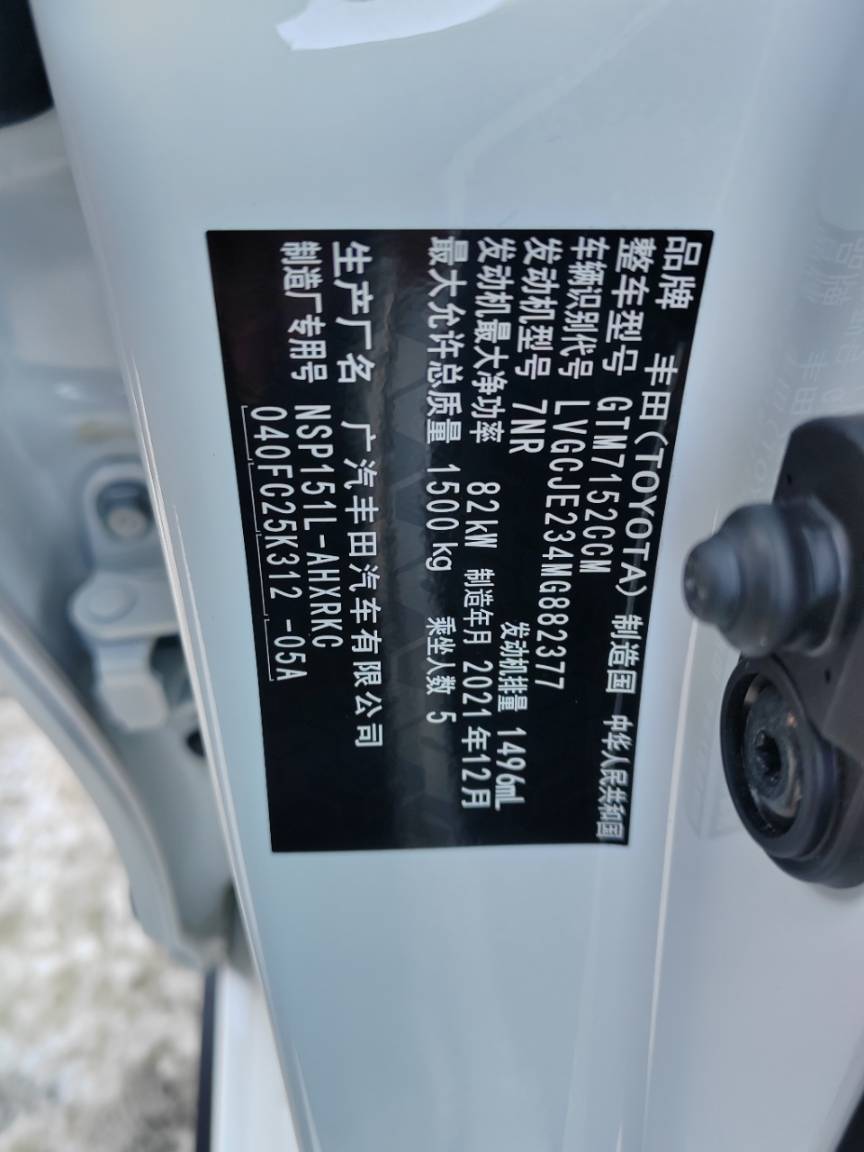 品牌 丰田(TOYOTA) 制造国 中华人民共和国
整车型号 GTM7152CCM
车辆识别代号 LVGCJE234MG882377
发动机型号 7NR 发动机排量 1496mL
发动机最大净功率 82kW 制造年月 2021年12月
最大允许总质量 1500 kg 乘坐人数 5
生产厂名 广汽丰田汽车有限公司
制造厂专用号 NSP151L-AHXRKC
040FC25K312 -05A